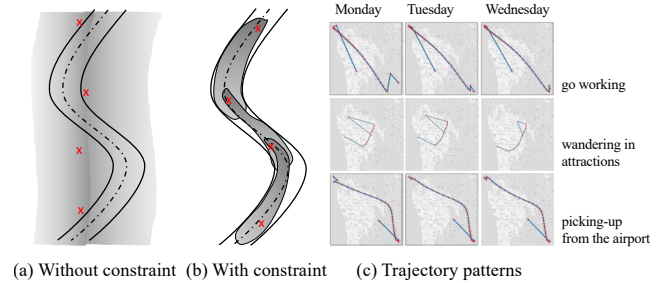 Monday Tuesday Wednesday
x
x
x
x
x
x
x
x
go working
wandering in
attractions
picking-up
from the airport
(a) Without constraint (b) With constraint (c) Trajectory patterns